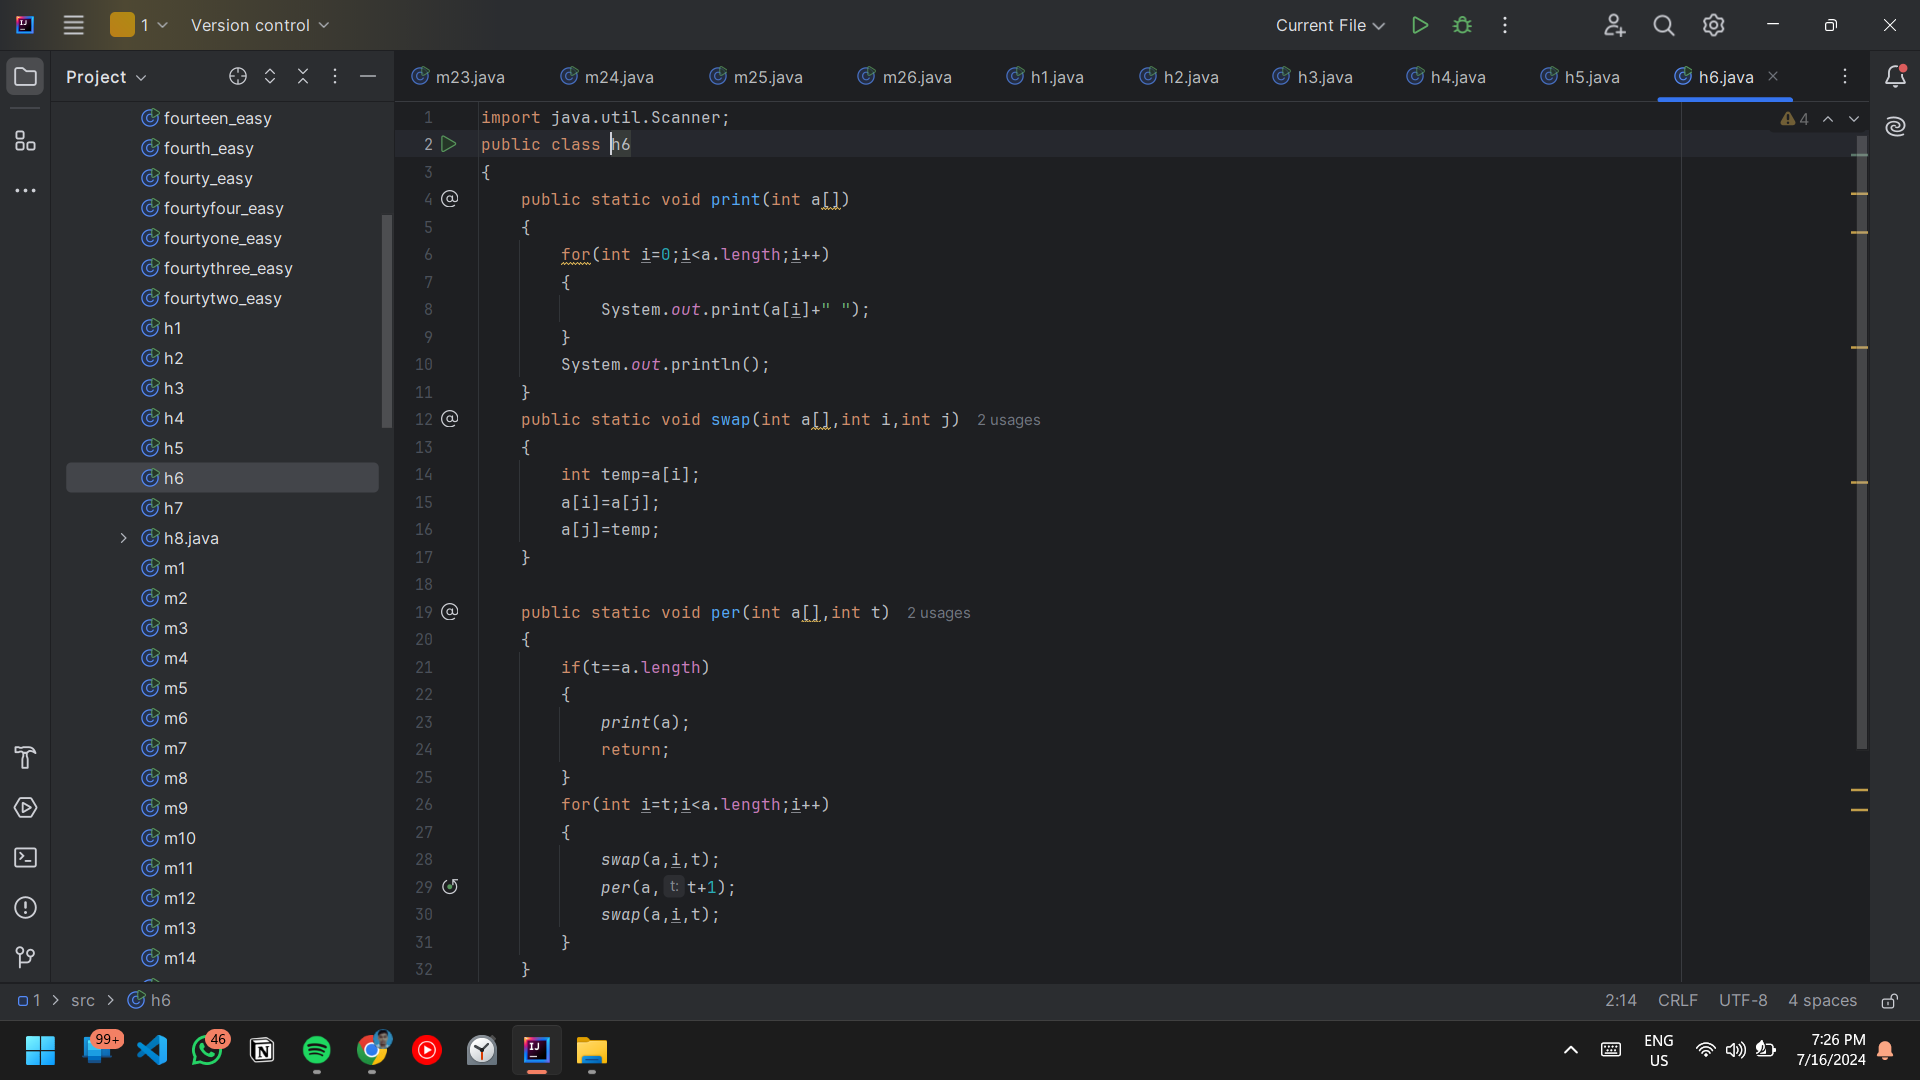 1
Version control
Current File
Project
m23.java
m24.java
m25.java
m26.java
h1.java
h2.java
h3.java
h4.java
h5.java
h6.java
fourteen_easy
fourth_easy
fourty_easy
fourtyfour_easy
fourtyone_easy
fourtythree_easy
fourtytwo_easy
h1
h2
h3
h4
h5
h6
h7
h8.java
m1
m2
m3
m4
m5
m6
m7
m8
m9
m10
m11
m12
m13
m14
4
1 import java.util.Scanner;
2 public class h6
3 {
4 public static void print(int a[])
5 {
6 for(int i=0;i<a.length;i++)
7 {
8 System.out.print(a[i]+" ");
9 }
10 System.out.println();
11 }
12 public static void swap(int a[],int i,int j) 2 usages
13 {
14 int temp=a[i];
15 a[i]=a[j];
16 a[j]=temp;
17 }
18
19 public static void per(int a[],int t) 2 usages
20 {
21 if(t==a.length)
22 {
23 print(a);
24 return;
25 }
26 for(int i=t;i<a.length;i++)
27 {
28 swap(a,i,t);
29 per(a, t: t+1);
30 swap(a,i,t);
31 }
32 }
1 > src > h6
2:14 CRLF UTF-8 4 spaces
99+
46
ENG
US
7:26 PM
7/16/2024